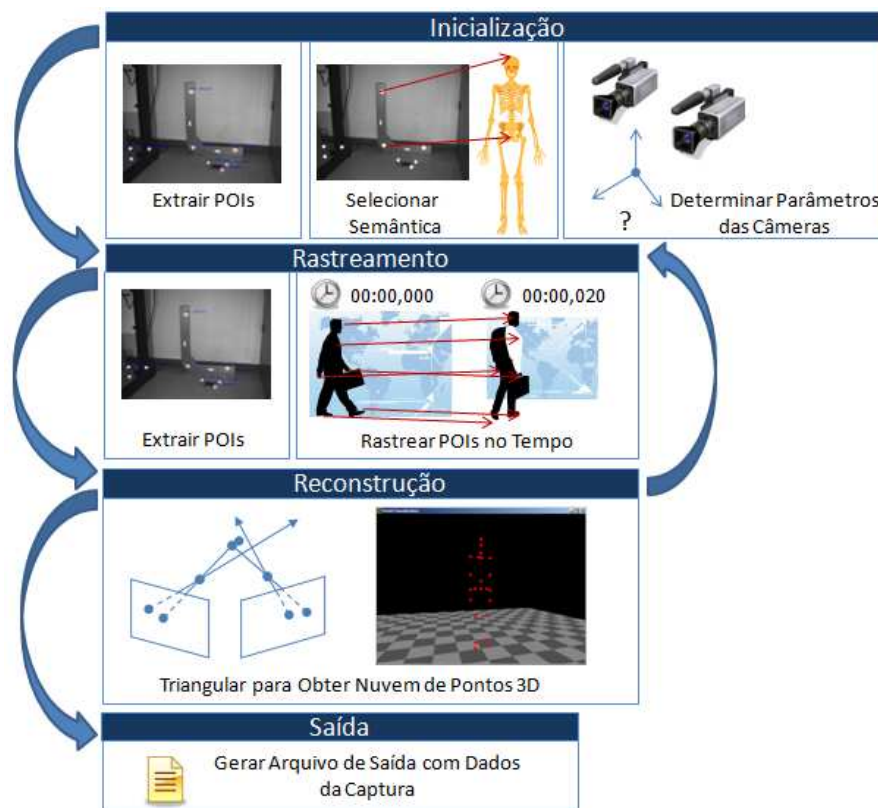 Inicialização
Extrair POIs
Selecionar
Semântica
?
Determinar Parâmetros
das Câmeras
Rastreamento
00:00,000
00:00,020
Extrair POIs
Rastrear POIs no Tempo
Reconstrução
Triangular para Obter Nuvem de Pontos 3D
Saída
Gerar Arquivo de Saída com Dados
da Captura